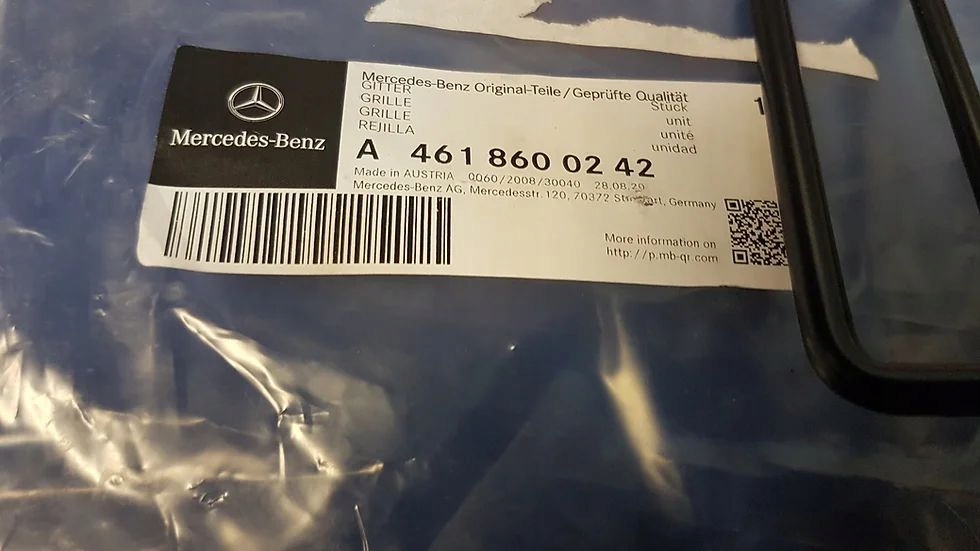 Mercedes-Benz
Mercedes-Benz Original-Teile/Geprüfte Qualität
GITTER Stück
GRILLE unit
GRILLE unité
REJILLA unidad
A 461 860 02 42
Made in AUSTRIA 0060/2008/30040 28.08.20
Mercedes-Benz AG, Mercedesstr. 120, 70372 Stuttgart, Germany
More information on
http://p.mb-qr.com